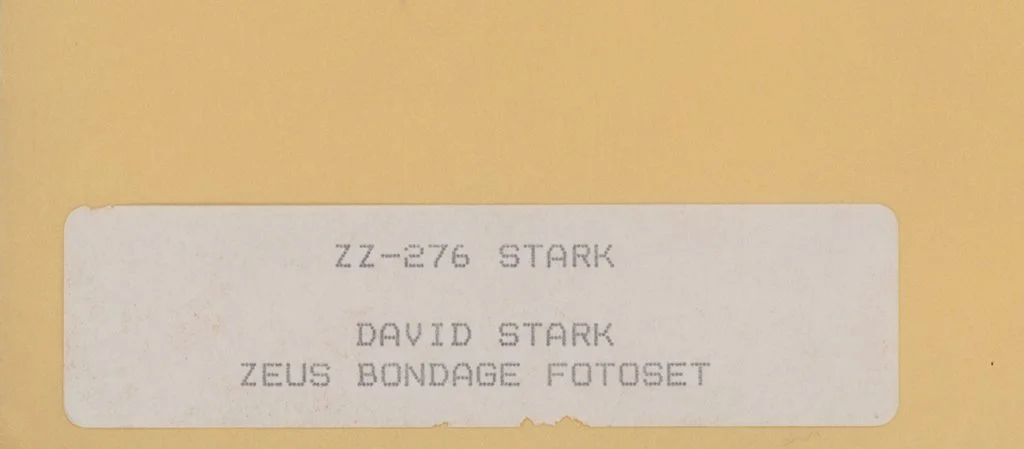 ZZ-276 STARK
DAVID STARK
ZEUS BONDAGE FOTOSET